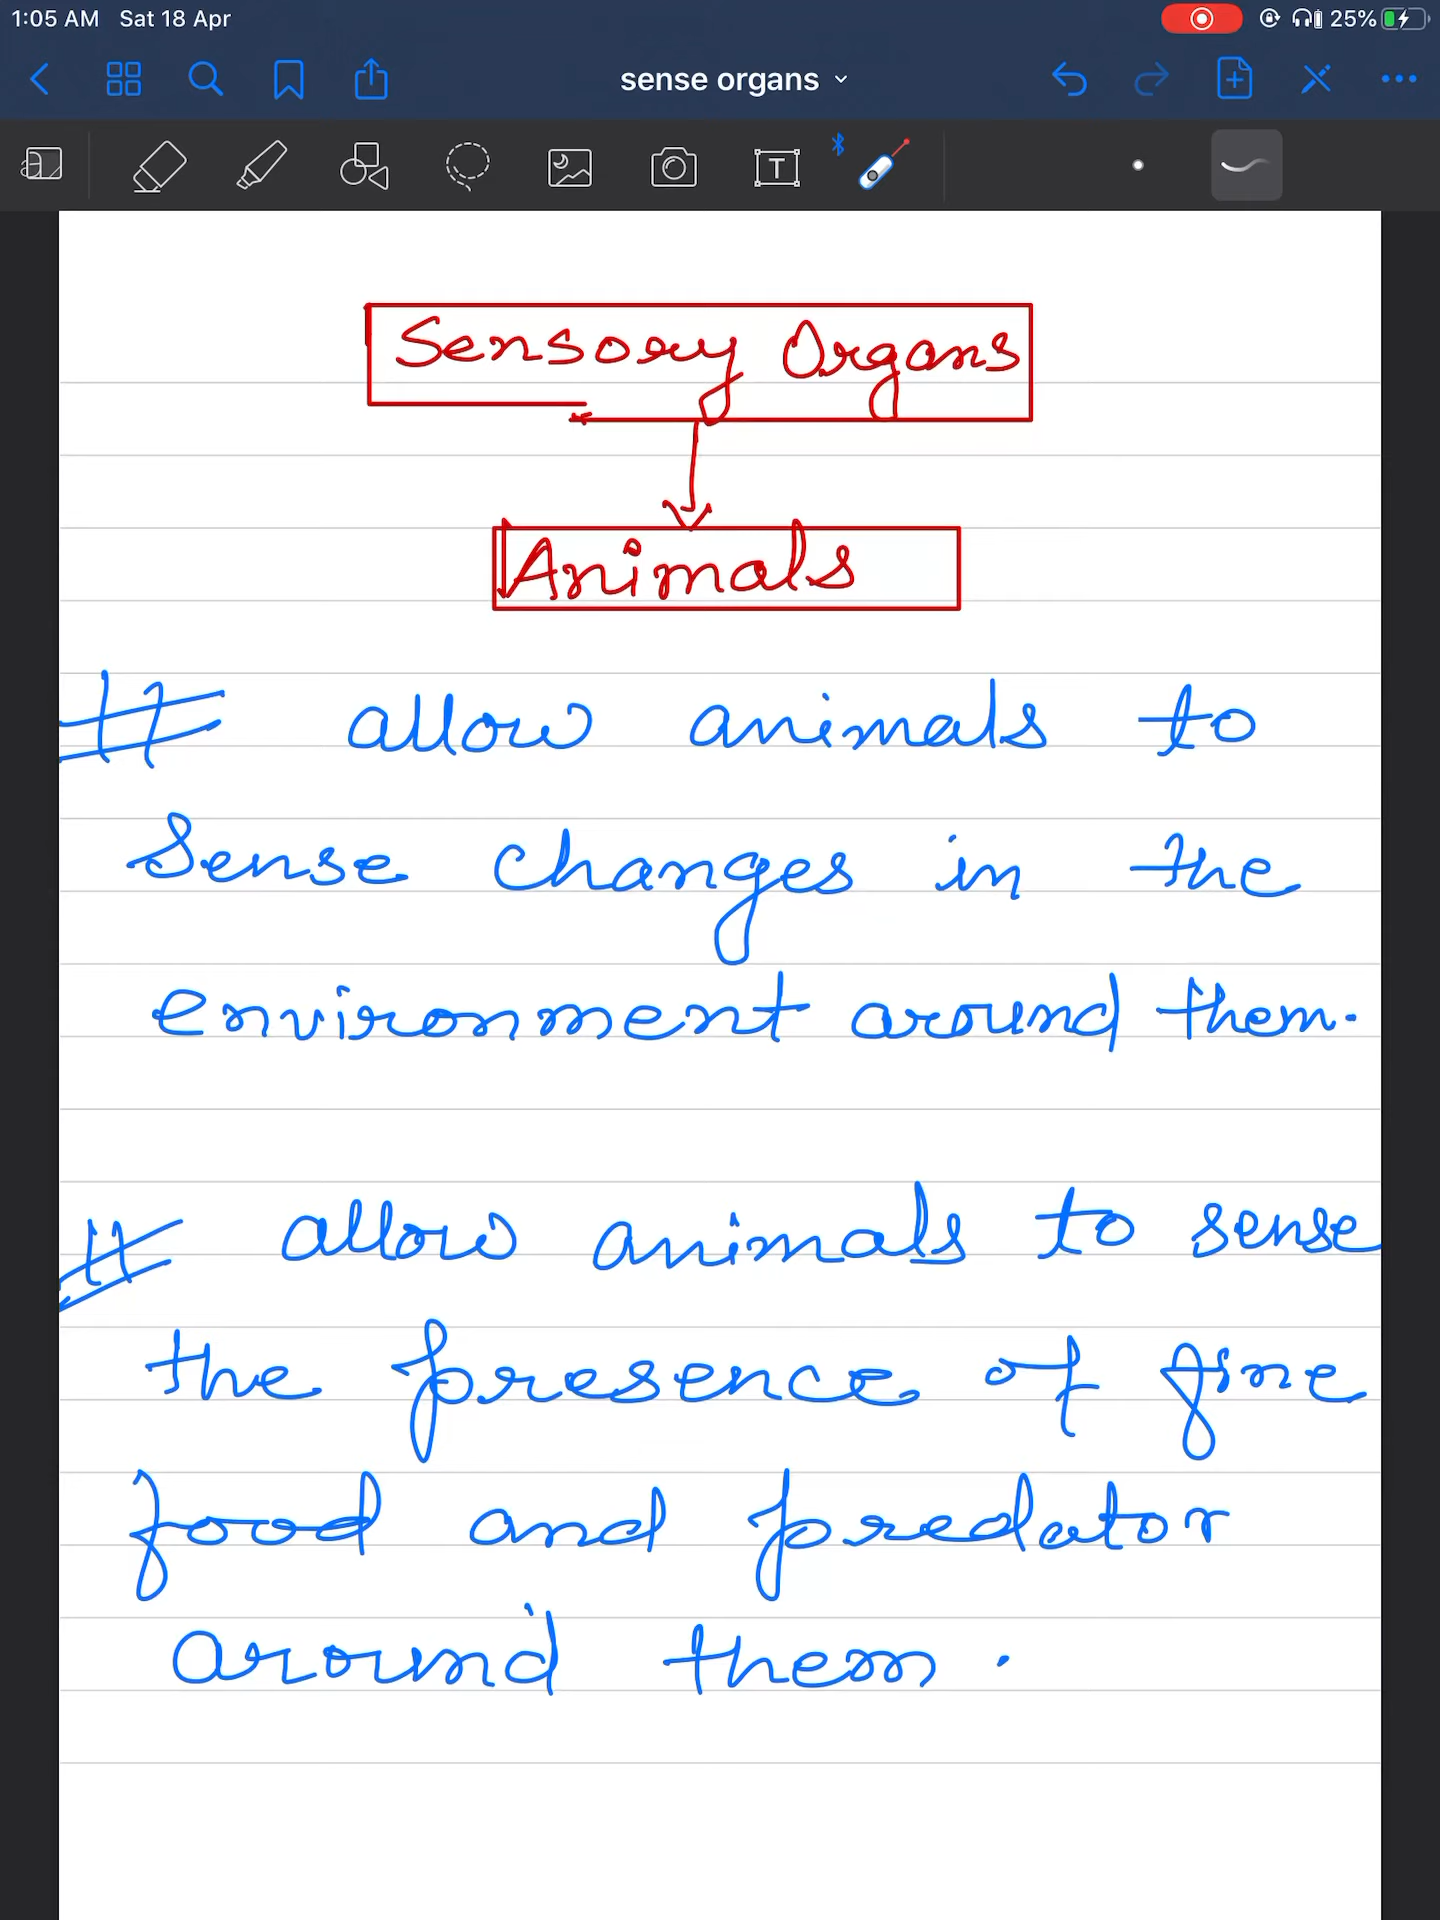 1:05 AM Sat 18 Apr 25%
sense organs
T
Sensory Organs
Animals
# allow animals to
Sense changes in the
environment around them.
# allow animals to sense
the presence of fine
food and predator
around them.